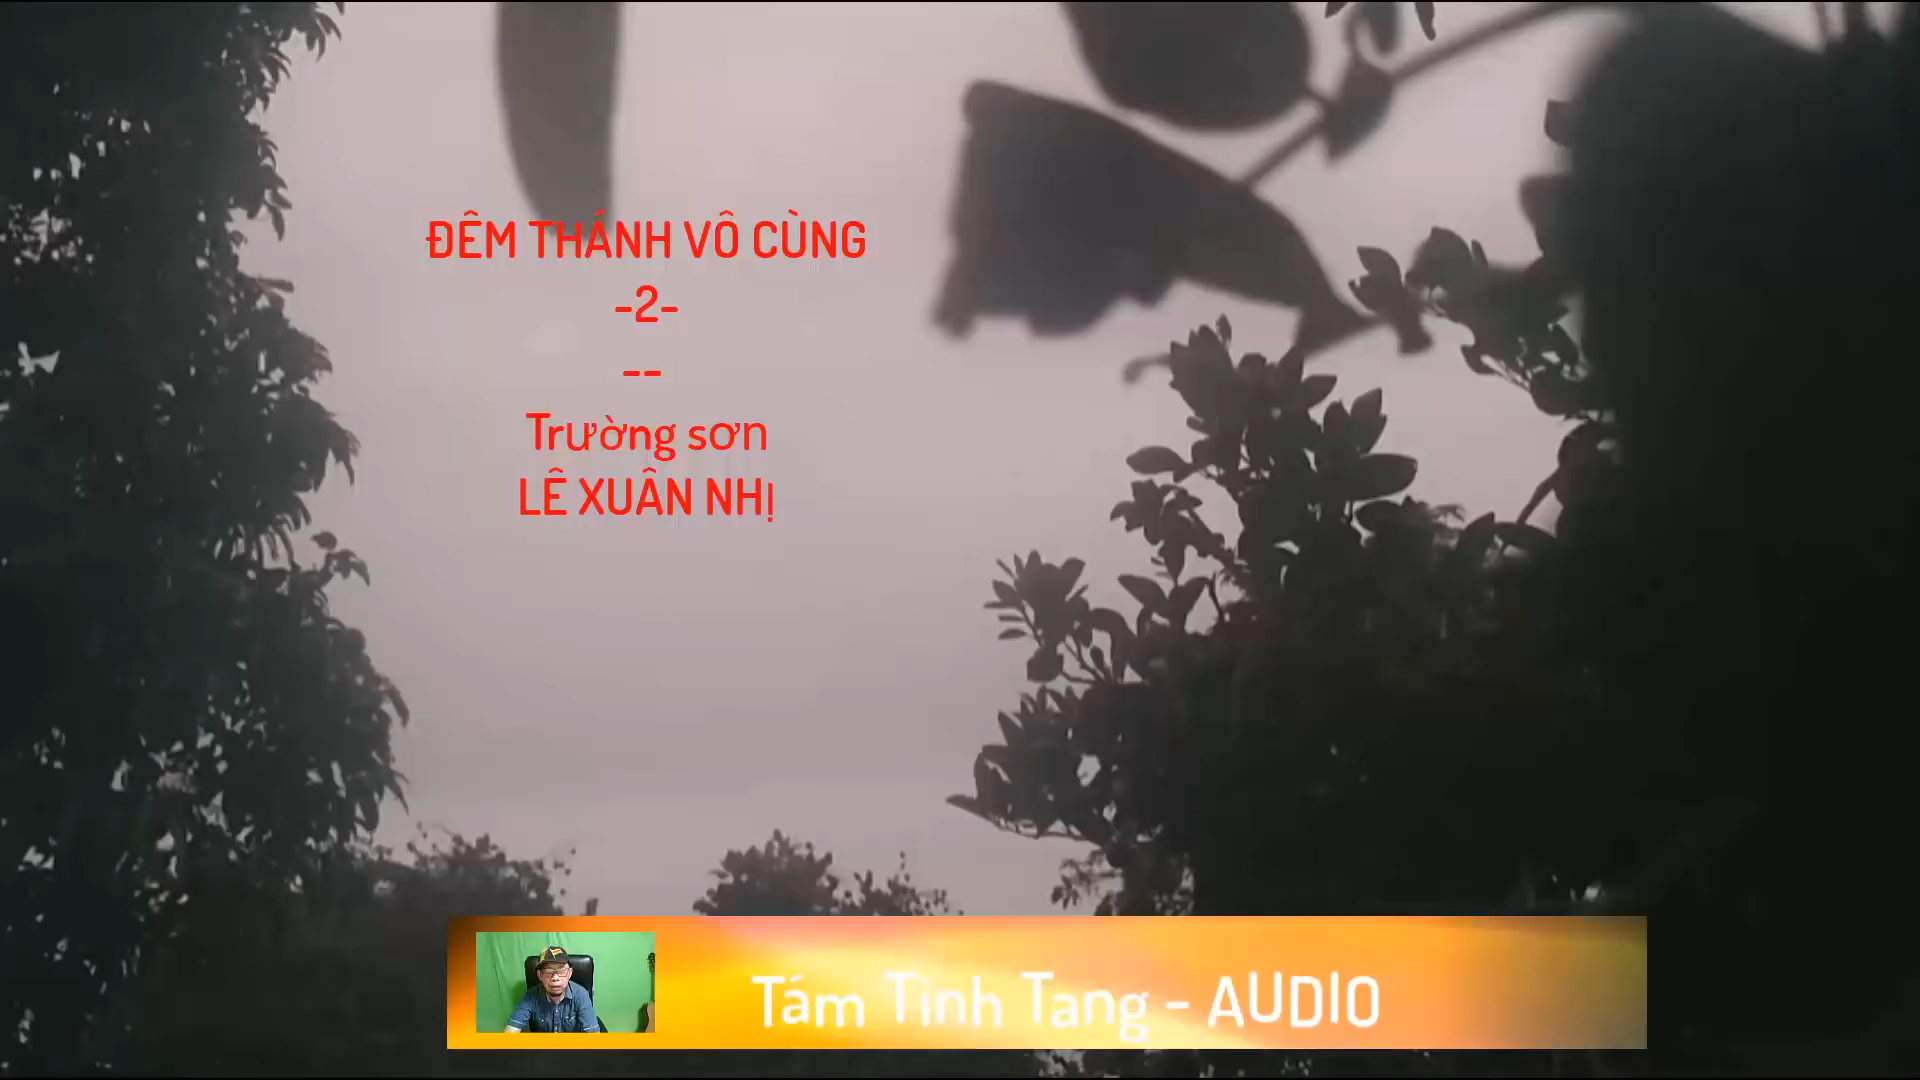 ĐÊM THÁNH VÔ CÙNG
-2-
--
Trường sơn
LÊ XUÂN NHỊ
Tám Tình Tang - AUDIO